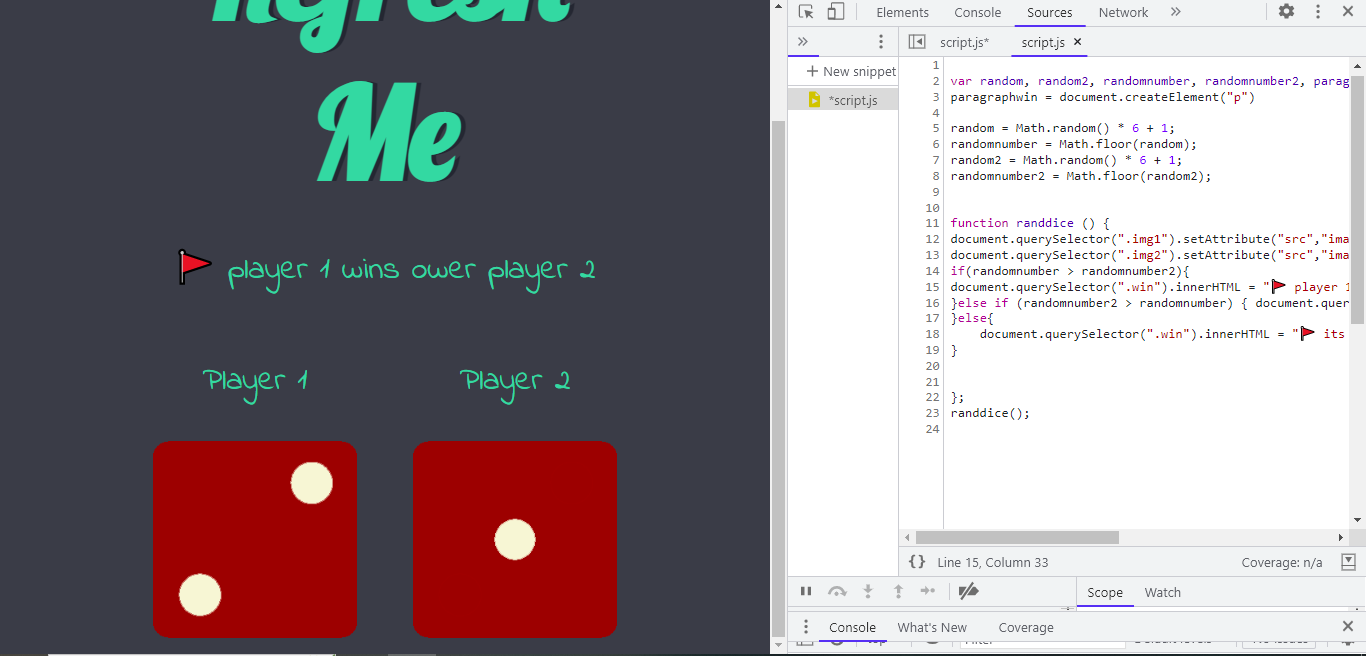 Refresh
Me
player 1 wins ower player 2
Player 1
Player 2
Elements Console Sources Network
script.js* script.js
New snippet
*script.js
1
2 var random, random2, randomnumber, randomnumber2, parag
3 paragraphwin = document.createElement("p")
4
5 random = Math.random() * 6 + 1;
6 randomnumber = Math.floor(random);
7 random2 = Math.random() * 6 + 1;
8 randomnumber2 = Math.floor(random2);
9
10
11 function randdice () {
12 document.querySelector(".img1").setAttribute("src","ima
13 document.querySelector(".img2").setAttribute("src","ima
14 if(randomnumber > randomnumber2){
15 document.querySelector(".win").innerHTML = "🚩 player 1
16 }else if (randomnumber2 > randomnumber) { document.quer
17 }else{
18 document.querySelector(".win").innerHTML = "🚩 its
19 }
20
21
22 };
23 randdice();
24
{} Line 15, Column 33
Coverage: n/a
Scope Watch
Console What's New Coverage